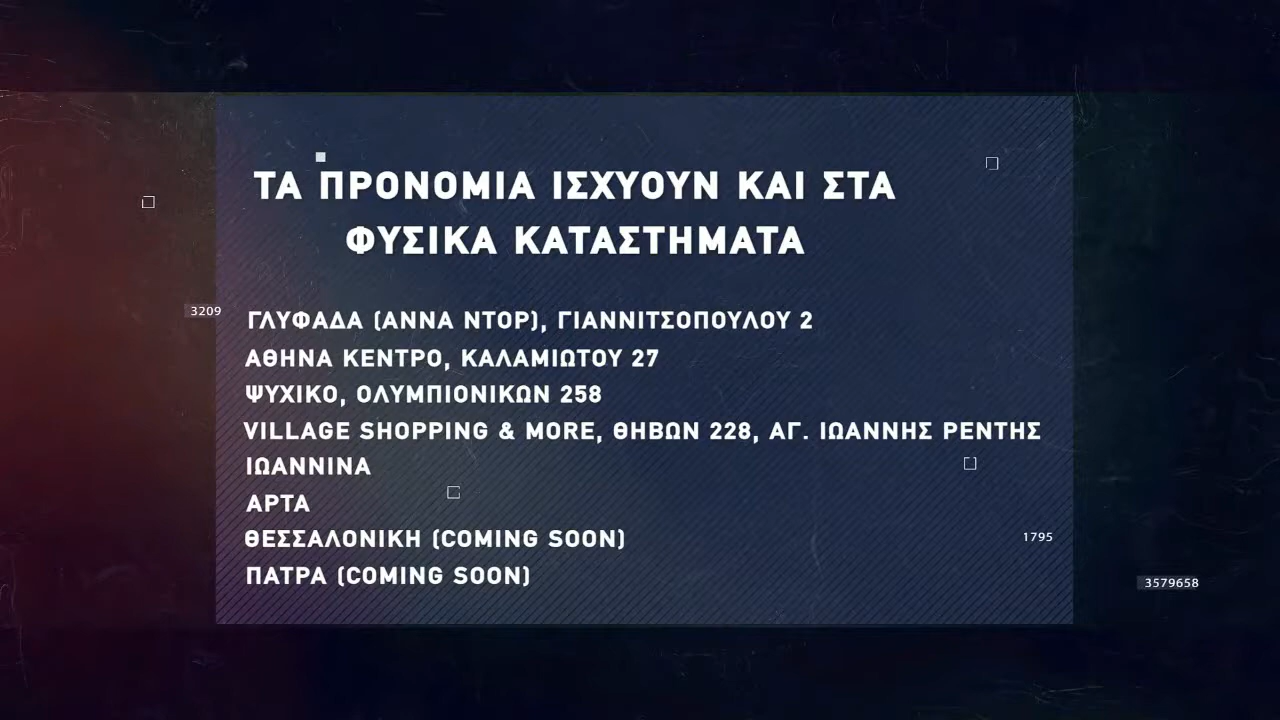 ΤΑ ΠΡΟΝΟΜΙΑ ΙΣΧΥΟΥΝ ΚΑΙ ΣΤΑ
ΦΥΣΙΚΑ ΚΑΤΑΣΤΗΜΑΤΑ
3209
ΓΛΥΦΑΔΑ (ΑΝΝΑ ΝΤΟΡ), ΓΙΑΝΝΙΤΣΟΠΟΥΛΟΥ 2
ΑΘΗΝΑ ΚΕΝΤΡΟ, ΚΑΛΑΜΙΩΤΟΥ 27
ΨΥΧΙΚΟ, ΟΛΥΜΠΙΟΝΙΚΩΝ 258
VILLAGE SHOPPING & MORE, ΘΗΒΩΝ 228, ΑΓ. ΙΩΑΝΝΗΣ ΡΕΝΤΗΣ
ΙΩΑΝΝΙΝΑ
ΑΡΤΑ
ΘΕΣΣΑΛΟΝΙΚΗ (COMING SOON)
1795
ΠΑΤΡΑ (COMING SOON)
3579658